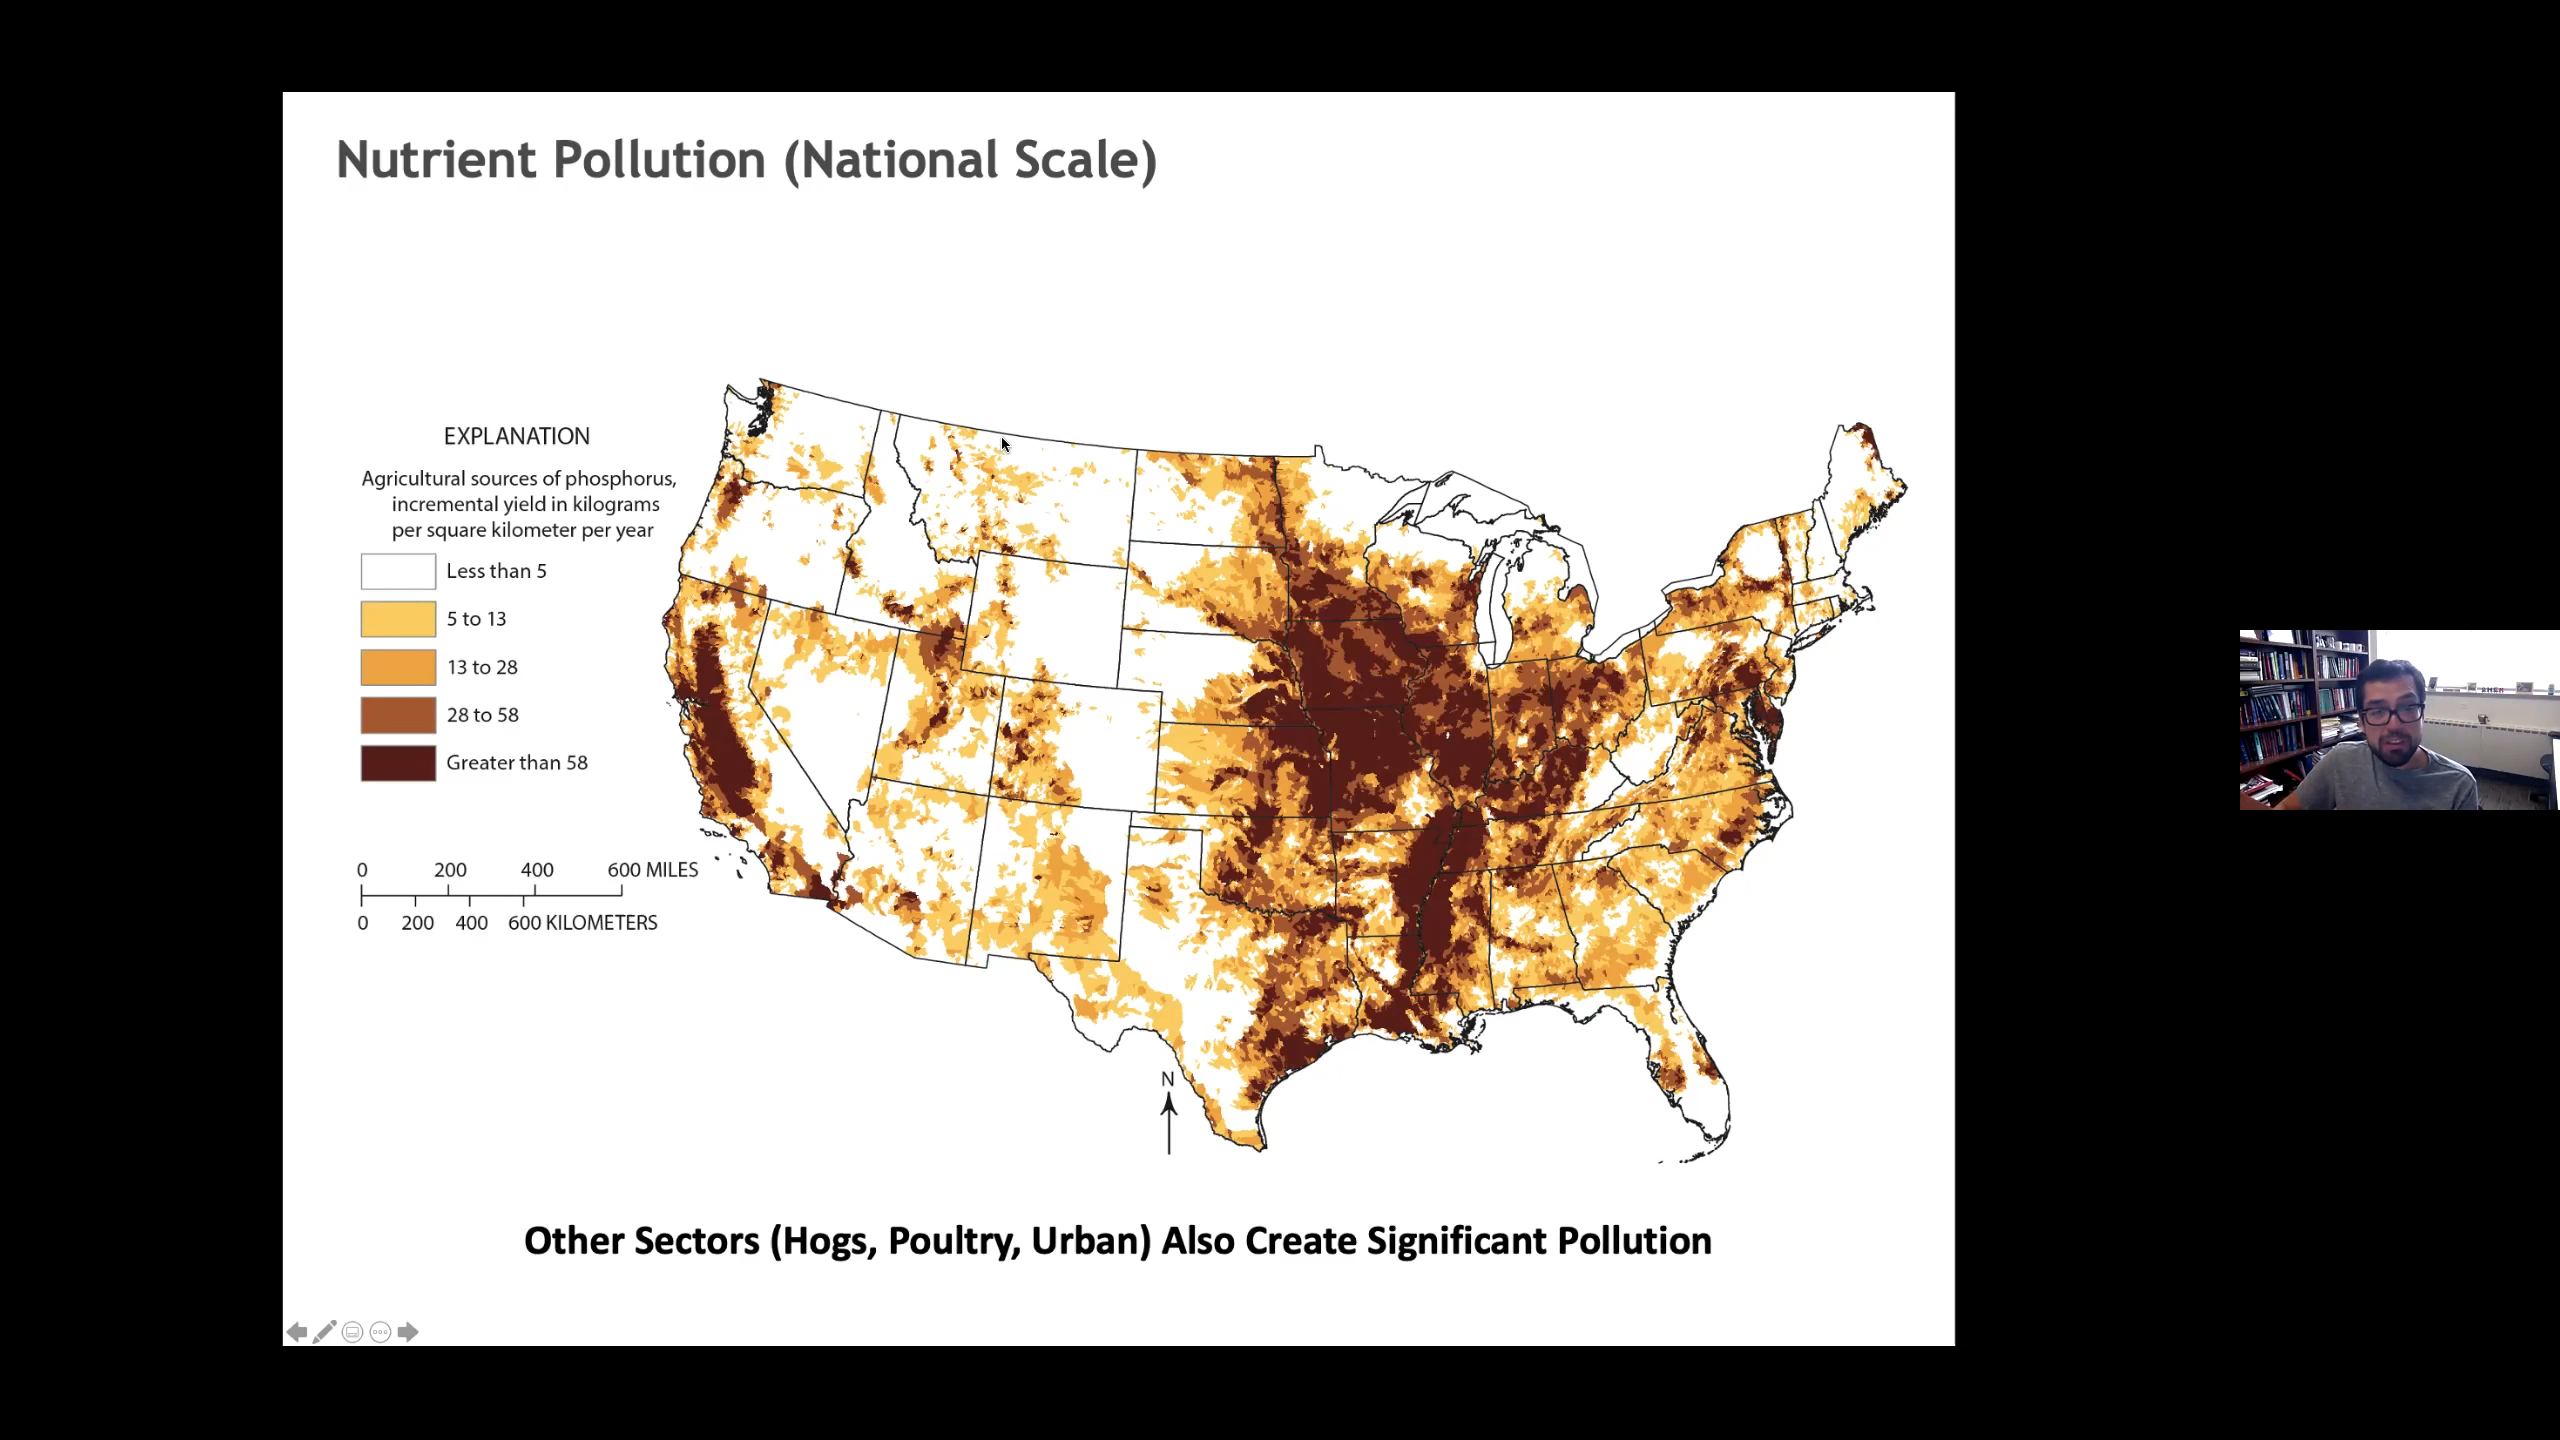 Nutrient Pollution (National Scale)
EXPLANATION
Agricultural sources of phosphorus,
incremental yield in kilograms
per square kilometer per year
Less than 5
5 to 13
13 to 28
28 to 58
Greater than 58
0 200 400 600 MILES
0 200 400 600 KILOMETERS
N
Other Sectors (Hogs, Poultry, Urban) Also Create Significant Pollution